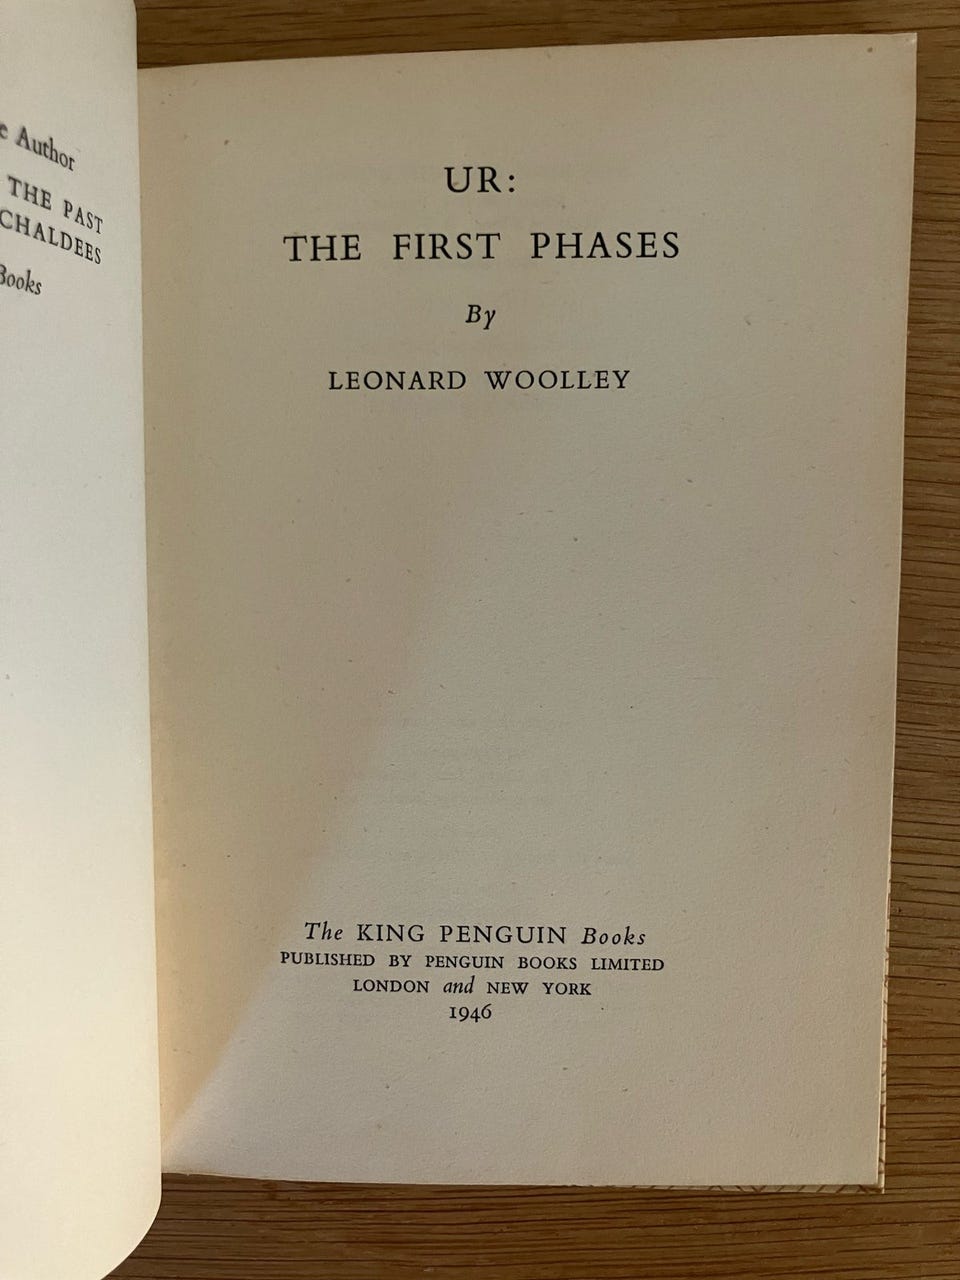 e Author
THE PAST
CHALDEES
Books
UR:
THE FIRST PHASES
By
LEONARD WOOLLEY
The KING PENGUIN Books
PUBLISHED BY PENGUIN BOOKS LIMITED
LONDON and NEW YORK
1946